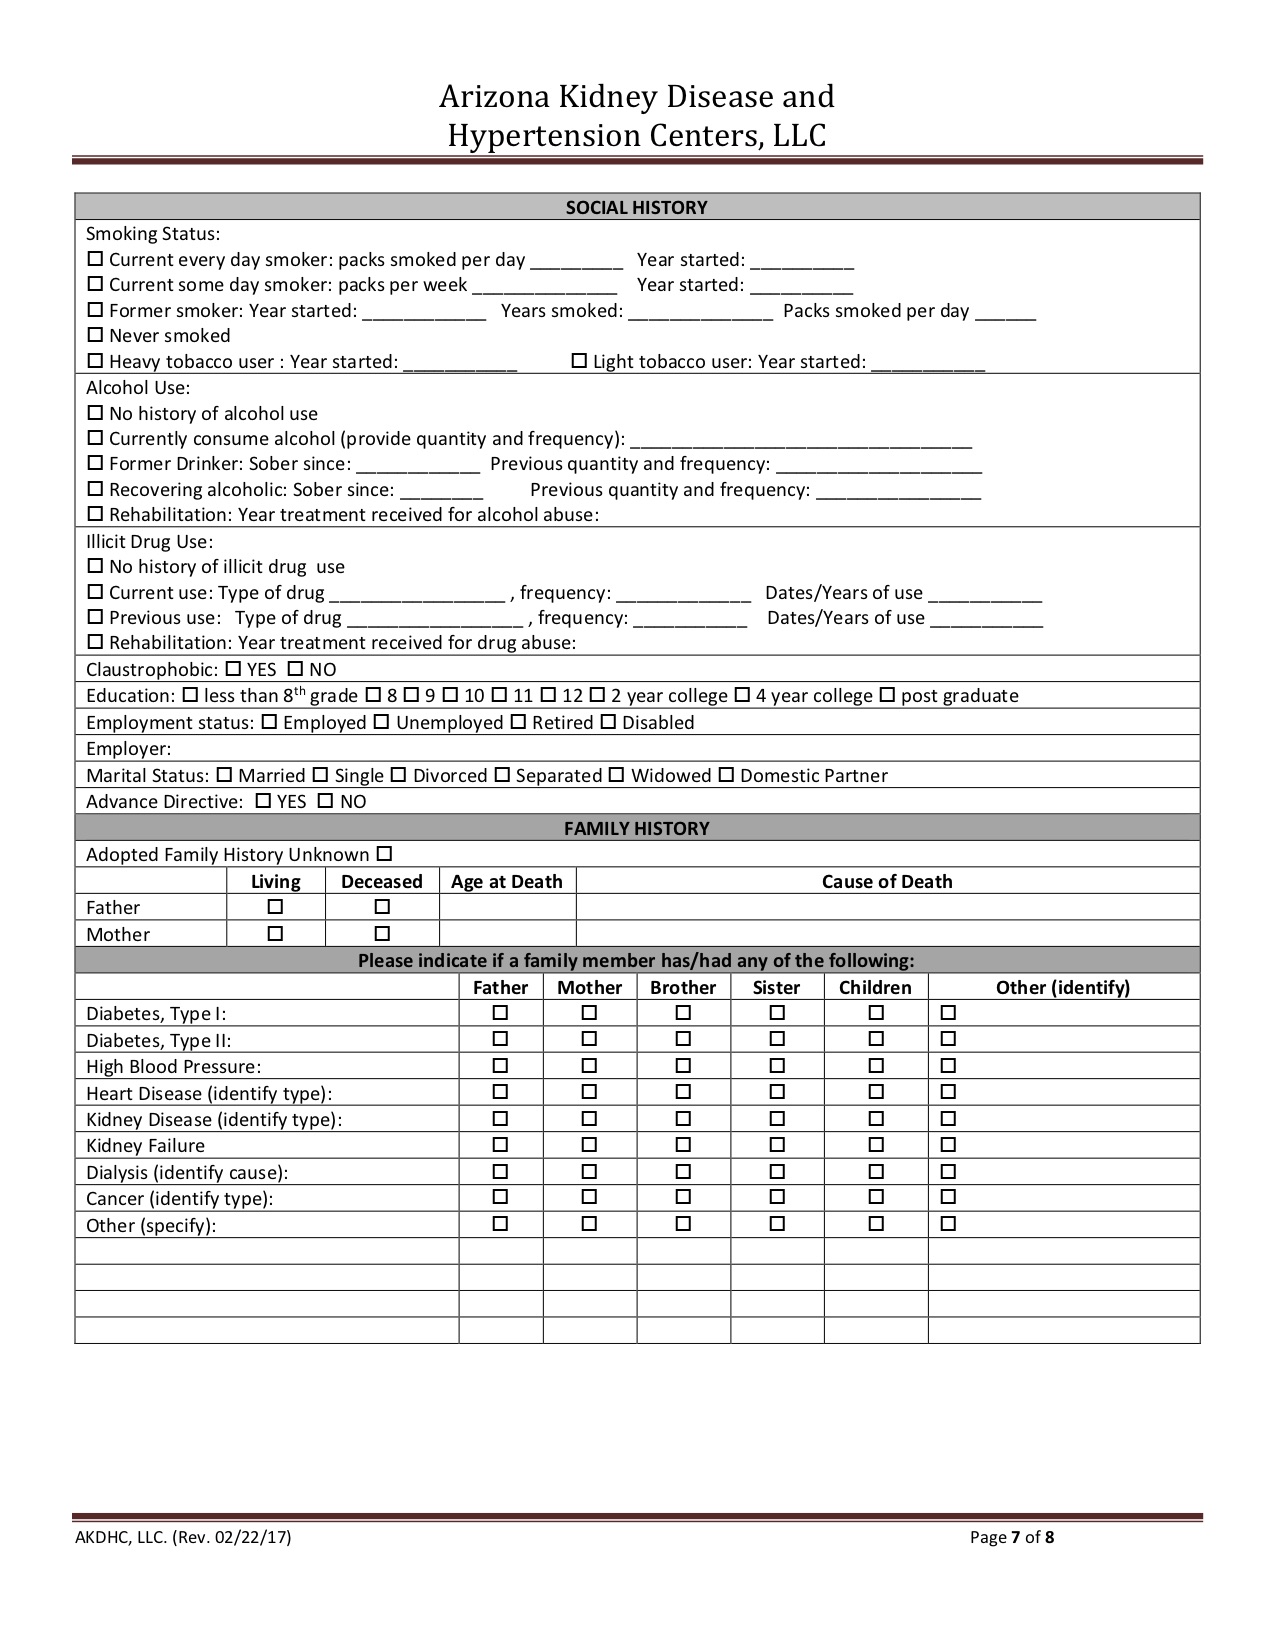 Arizona Kidney Disease and
Hypertension Centers, LLC
SOCIAL HISTORY
Smoking Status:
☐ Current every day smoker: packs smoked per day _________ Year started: __________
☐ Current some day smoker: packs per week ______________ Year started: __________
☐ Former smoker: Year started: ____________ Years smoked: ______________ Packs smoked per day ______
☐ Never smoked
☐ Heavy tobacco user : Year started: ___________ ☐ Light tobacco user: Year started: ___________
Alcohol Use:
☐ No history of alcohol use
☐ Currently consume alcohol (provide quantity and frequency): _________________________________
☐ Former Drinker: Sober since: ____________ Previous quantity and frequency: ____________________
☐ Recovering alcoholic: Sober since: ________ Previous quantity and frequency: ________________
☐ Rehabilitation: Year treatment received for alcohol abuse:
Illicit Drug Use:
☐ No history of illicit drug use
☐ Current use: Type of drug _________________ , frequency: _____________ Dates/Years of use ___________
☐ Previous use: Type of drug _________________ , frequency: ___________ Dates/Years of use ___________
☐ Rehabilitation: Year treatment received for drug abuse:
Claustrophobic: ☐ YES ☐ NO
Education: ☐ less than 8th grade ☐ 8 ☐ 9 ☐ 10 ☐ 11 ☐ 12 ☐ 2 year college ☐ 4 year college ☐ post graduate
Employment status: ☐ Employed ☐ Unemployed ☐ Retired ☐ Disabled
Employer:
Marital Status: ☐ Married ☐ Single ☐ Divorced ☐ Separated ☐ Widowed ☐ Domestic Partner
Advance Directive: ☐ YES ☐ NO
FAMILY HISTORY
Adopted Family History Unknown ☐
Living Deceased Age at Death Cause of Death
Father ☐ ☐
Mother ☐ ☐
Please indicate if a family member has/had any of the following:
Father Mother Brother Sister Children Other (identify)
Diabetes, Type I: ☐ ☐ ☐ ☐ ☐ ☐
Diabetes, Type II: ☐ ☐ ☐ ☐ ☐ ☐
High Blood Pressure: ☐ ☐ ☐ ☐ ☐ ☐
Heart Disease (identify type): ☐ ☐ ☐ ☐ ☐ ☐
Kidney Disease (identify type): ☐ ☐ ☐ ☐ ☐ ☐
Kidney Failure ☐ ☐ ☐ ☐ ☐ ☐
Dialysis (identify cause): ☐ ☐ ☐ ☐ ☐ ☐
Cancer (identify type): ☐ ☐ ☐ ☐ ☐ ☐
Other (specify): ☐ ☐ ☐ ☐ ☐ ☐
AKDHC, LLC. (Rev. 02/22/17) Page 7 of 8